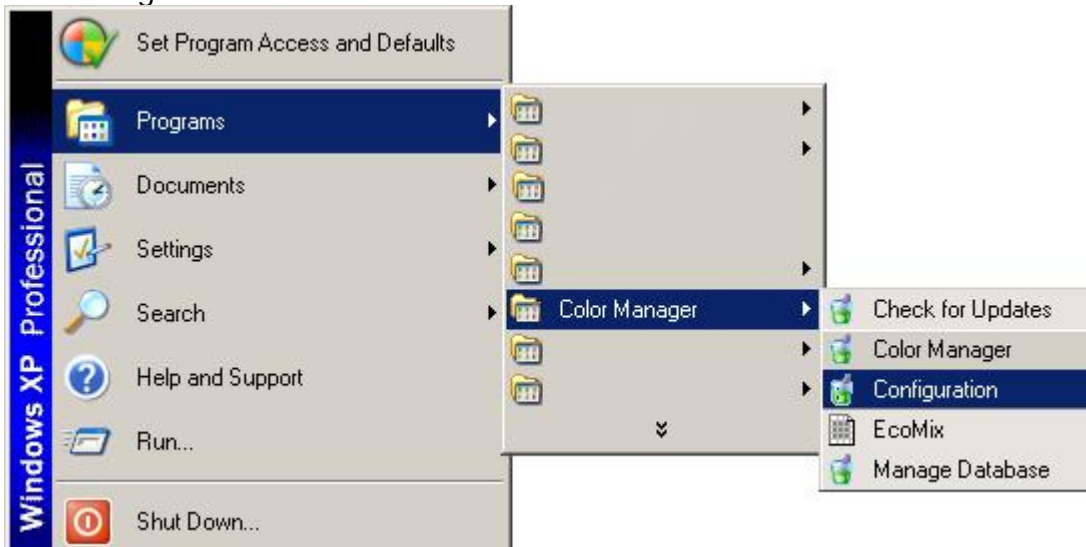 Windows XP Professional
Set Program Access and Defaults
Programs
Documents
Settings
Search
Help and Support
Run...
Shut Down...
Color Manager
Check for Updates
Color Manager
Configuration
EcoMix
Manage Database